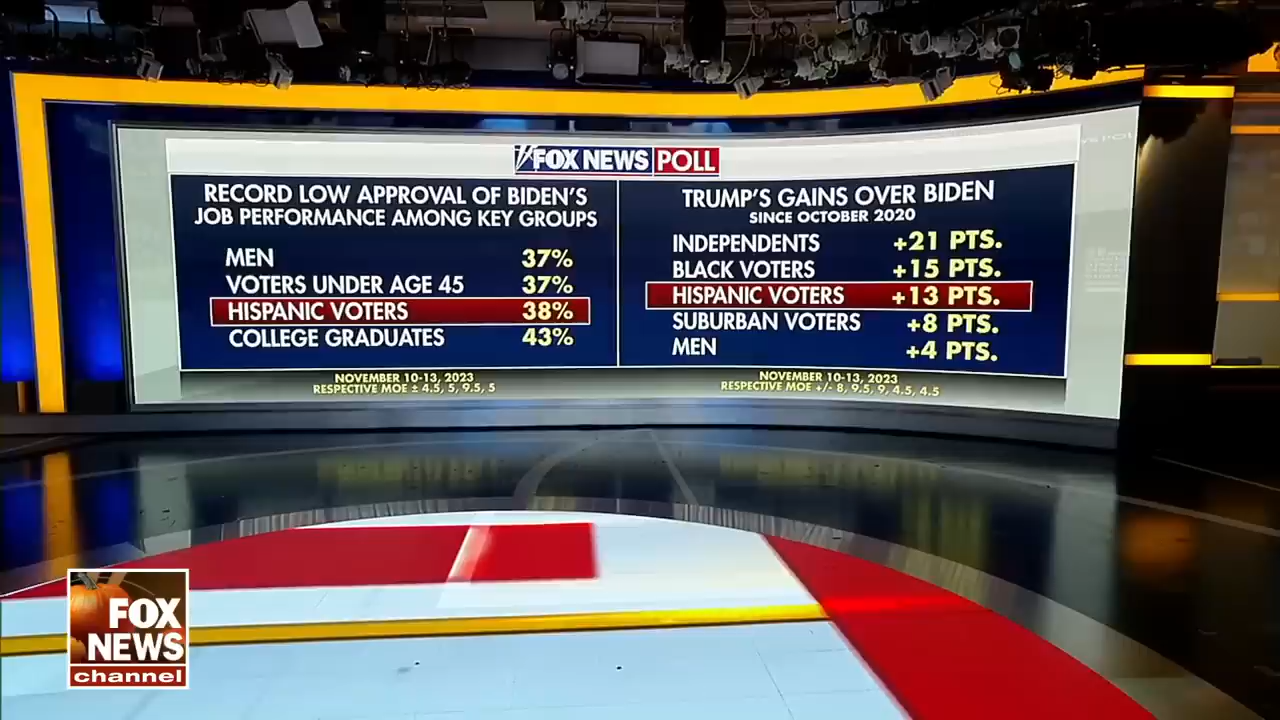 FOX NEWS POLL
RECORD LOW APPROVAL OF BIDEN'S
JOB PERFORMANCE AMONG KEY GROUPS
MEN 37%
VOTERS UNDER AGE 45 37%
HISPANIC VOTERS 38%
COLLEGE GRADUATES 43%
NOVEMBER 10-13, 2023
RESPECTIVE MOE ± 4.5, 5, 9.5, 5
TRUMP'S GAINS OVER BIDEN
SINCE OCTOBER 2020
INDEPENDENTS +21 PTS.
BLACK VOTERS +15 PTS.
HISPANIC VOTERS +13 PTS.
SUBURBAN VOTERS +8 PTS.
MEN +4 PTS.
NOVEMBER 10-13, 2023
RESPECTIVE MOE +/- 8, 9.5, 9, 4.5, 4.5
FOX
NEWS
channel